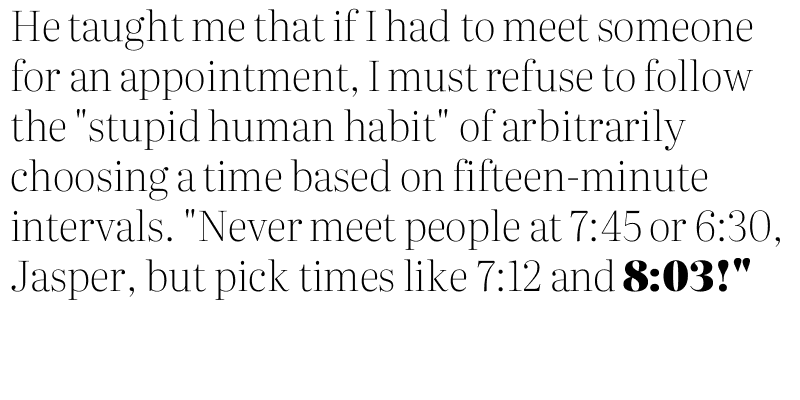 He taught me that if I had to meet someone
for an appointment, I must refuse to follow
the "stupid human habit" of arbitrarily
choosing a time based on fifteen-minute
intervals. "Never meet people at 7:45 or 6:30,
Jasper, but pick times like 7:12 and 8:03!"